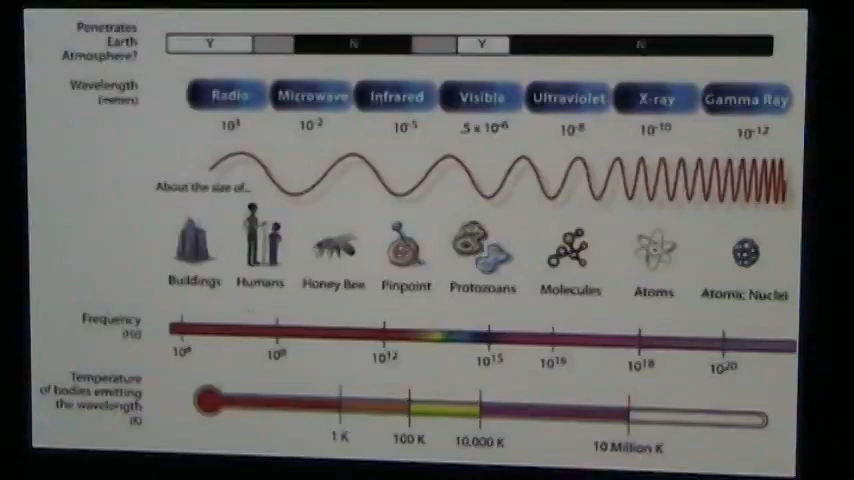 Penetrates
Earth
Atmosphere?
Y N Y N
Wavelength
(meters)
Radio Microwave Infrared Visible Ultraviolet X-ray Gamma Ray
10¹ 10⁻² 10⁻⁵ .5 x 10⁻⁶ 10⁻⁸ 10⁻¹⁰ 10⁻¹²
About the size of...
Buildings Humans Honey Bee Pinpoint Protozoans Molecules Atoms Atomic Nuclei
Frequency
(Hz)
10⁹ 10¹² 10¹⁵ 10¹⁶ 10¹⁸ 10²⁰
Temperature
of bodies emitting
the wavelength
(K)
1 K 100 K 10,000 K 10 Million K